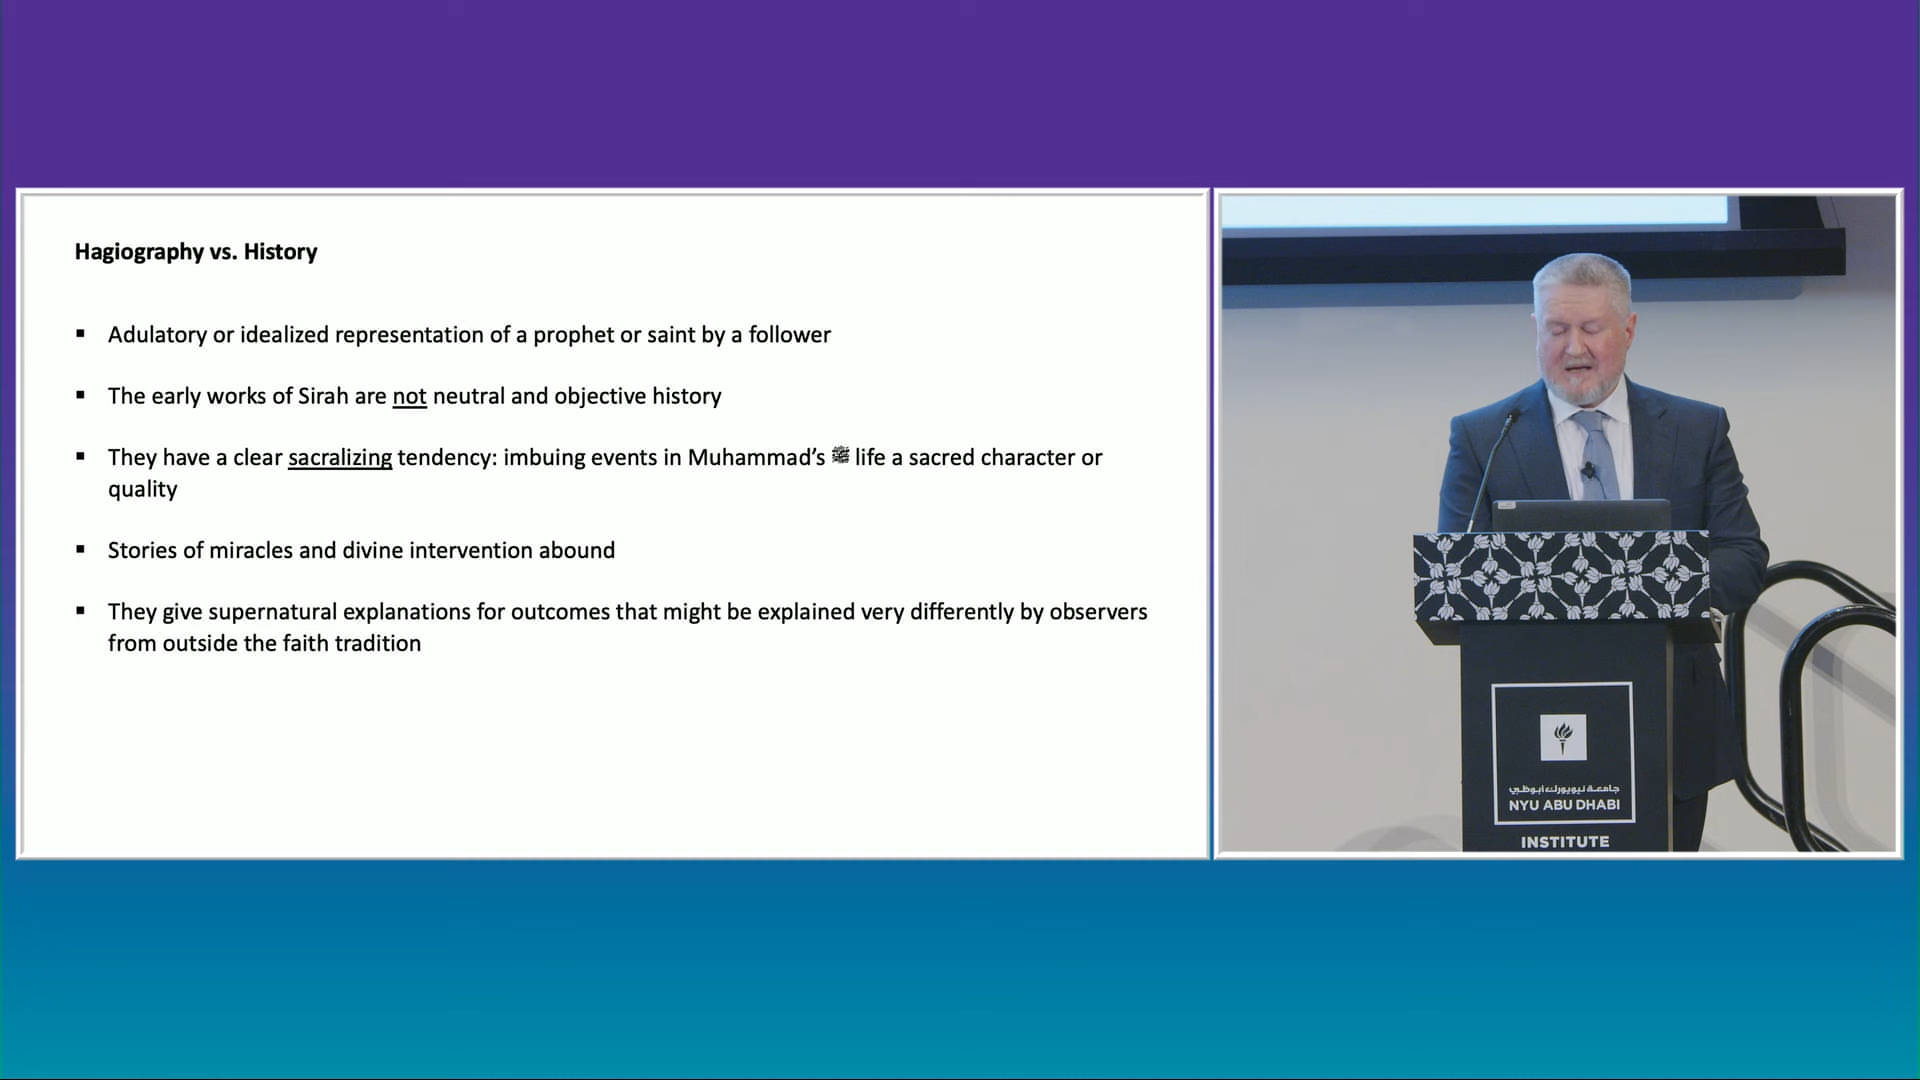 Hagiography vs. History
▪ Adulatory or idealized representation of a prophet or saint by a follower
▪ The early works of Sirah are not neutral and objective history
▪ They have a clear sacralizing tendency: imbuing events in Muhammad’s ﷺ life a sacred character or
quality
▪ Stories of miracles and divine intervention abound
▪ They give supernatural explanations for outcomes that might be explained very differently by observers
from outside the faith tradition
جامعة نيويورك أبوظبي
NYU ABU DHABI
INSTITUTE